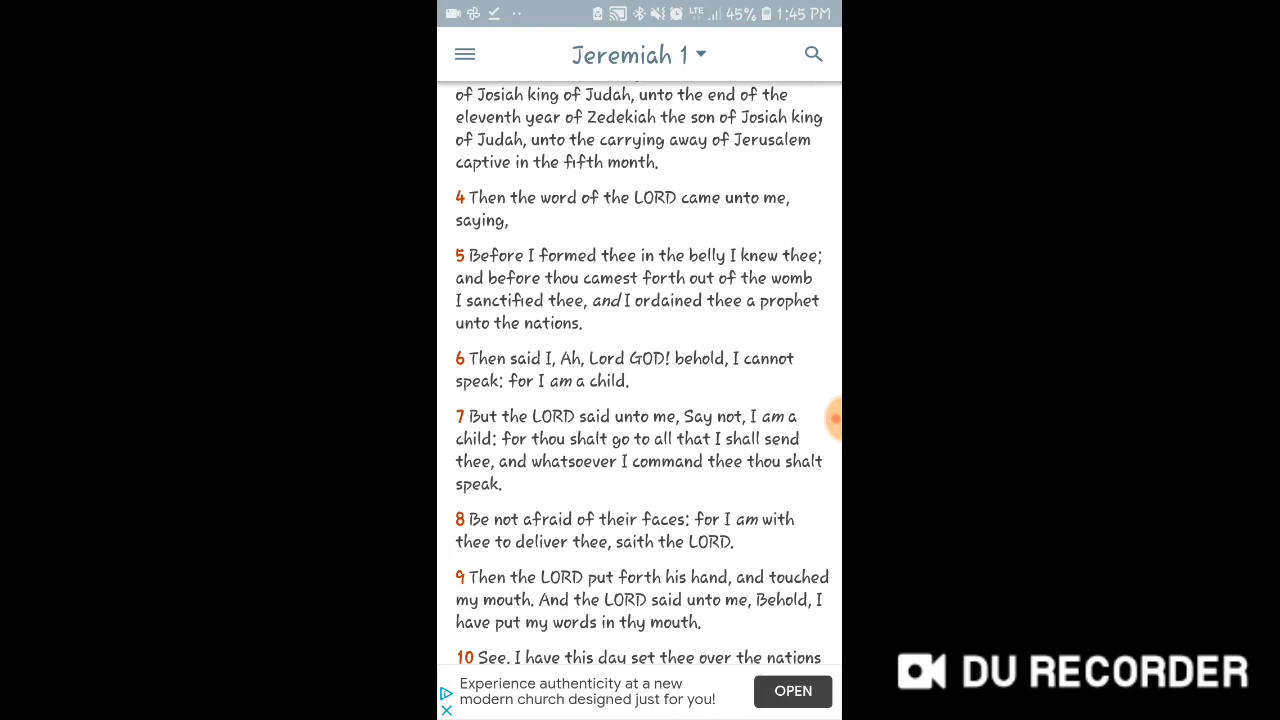 LTE 45% 1:45 PM
Jeremiah 1
of Josiah king of Judah, unto the end of the
eleventh year of Zedekiah the son of Josiah king
of Judah, unto the carrying away of Jerusalem
captive in the fifth month.
4 Then the word of the LORD came unto me,
saying,
5 Before I formed thee in the belly I knew thee;
and before thou camest forth out of the womb
I sanctified thee, and I ordained thee a prophet
unto the nations.
6 Then said I, Ah, Lord GOD! behold, I cannot
speak: for I am a child.
7 But the LORD said unto me, Say not, I am a
child: for thou shalt go to all that I shall send
thee, and whatsoever I command thee thou shalt
speak.
8 Be not afraid of their faces: for I am with
thee to deliver thee, saith the LORD.
9 Then the LORD put forth his hand, and touched
my mouth. And the LORD said unto me, Behold, I
have put my words in thy mouth.
10 See, I have this day set thee over the nations
Experience authenticity at a new
modern church designed just for you!
OPEN
DU RECORDER